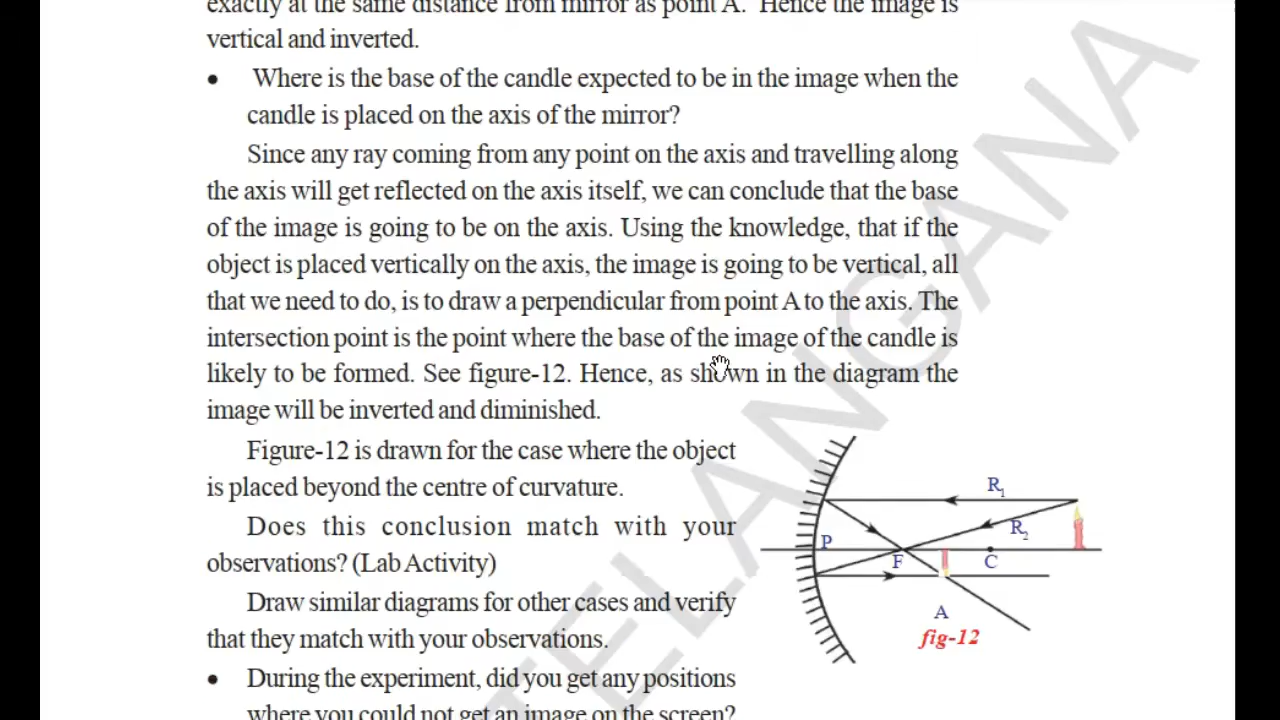 exactly at the same distance from mirror as point A. Hence the image is
vertical and inverted.
• Where is the base of the candle expected to be in the image when the
candle is placed on the axis of the mirror?
Since any ray coming from any point on the axis and travelling along
the axis will get reflected on the axis itself, we can conclude that the base
of the image is going to be on the axis. Using the knowledge, that if the
object is placed vertically on the axis, the image is going to be vertical, all
that we need to do, is to draw a perpendicular from point A to the axis. The
intersection point is the point where the base of the image of the candle is
likely to be formed. See figure-12. Hence, as shown in the diagram the
image will be inverted and diminished.
Figure-12 is drawn for the case where the object
is placed beyond the centre of curvature.
Does this conclusion match with your
observations? (Lab Activity)
Draw similar diagrams for other cases and verify
that they match with your observations.
• During the experiment, did you get any positions
where you could not get an image on the screen?
R₁
R₂
P
F
C
A
fig-12
TELANGANA